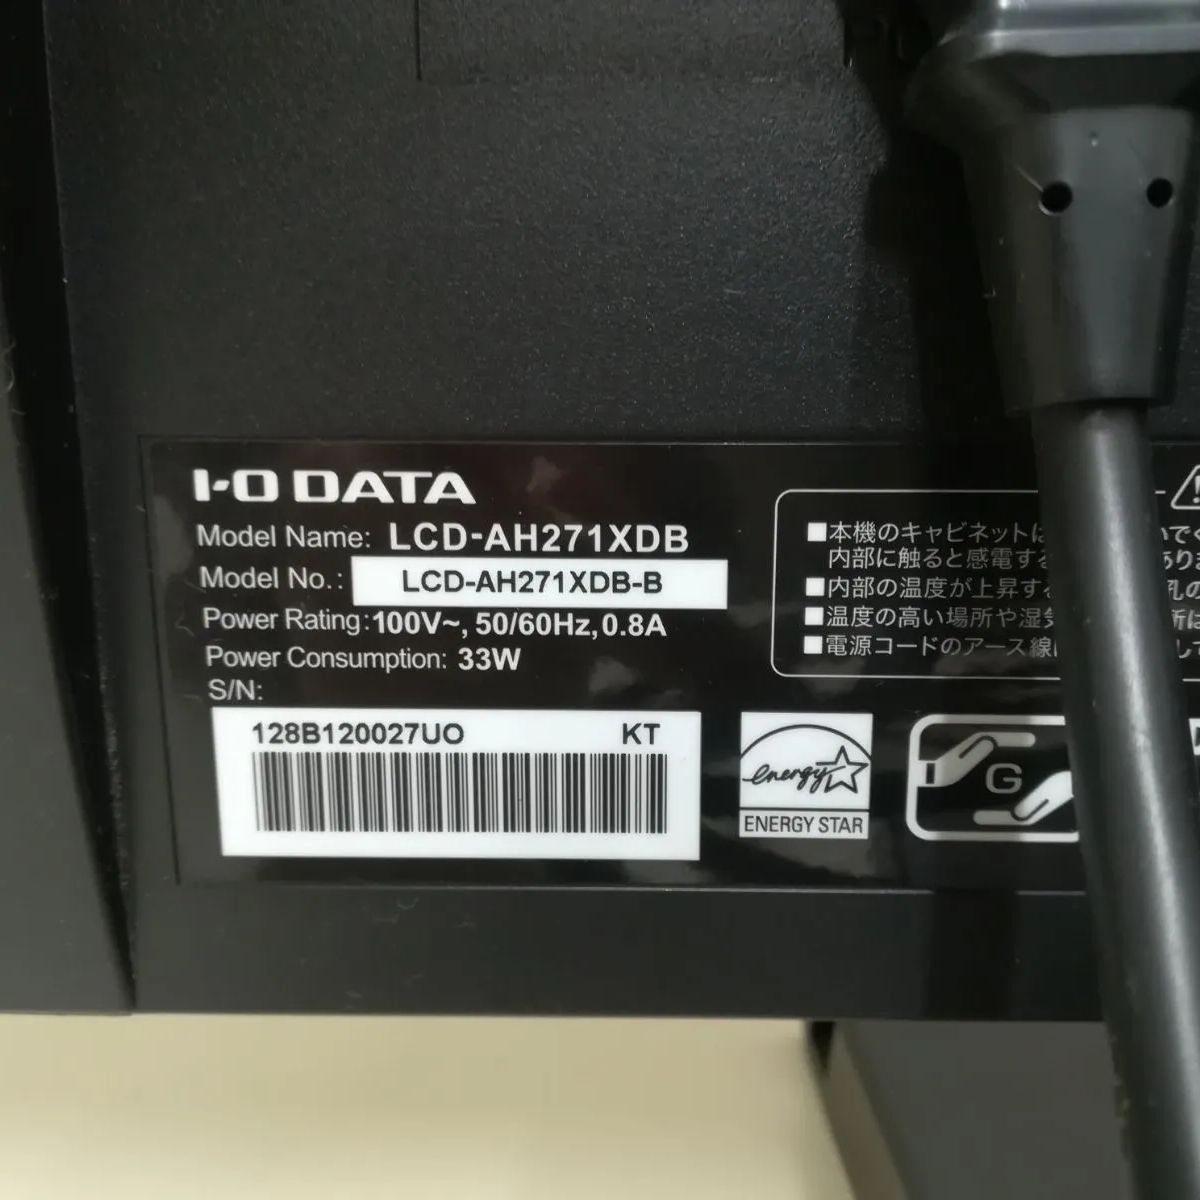 I-O DATA
Model Name: LCD-AH271XDB
Model No.: LCD-AH271XDB-B
Power Rating:100V~, 50/60Hz, 0.8A
Power Consumption: 33W
S/N:
128B120027UO KT
energy
ENERGY STAR
■本機のキャビネットは
内部に触ると感電する
■内部の温度が上昇する
■温度の高い場所や湿気
■電源コードのアース線
G